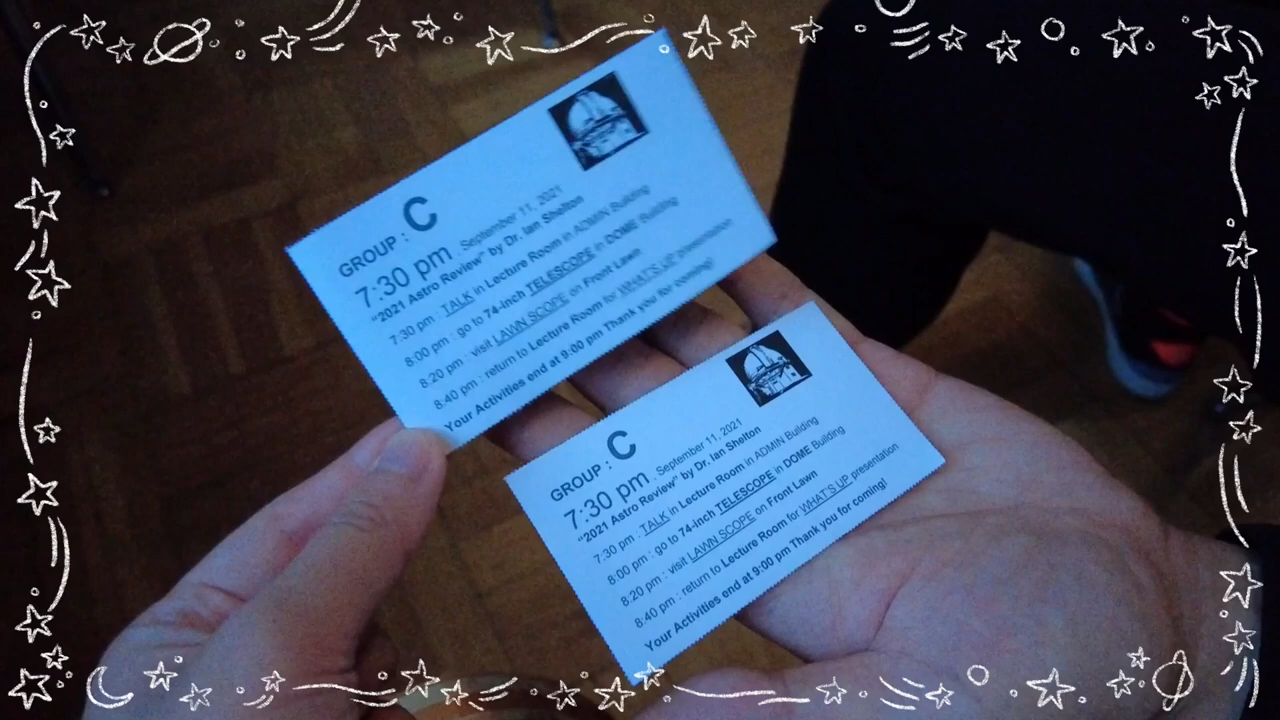 GROUP : C
7:30 pm . September 11, 2021
"2021 Astro Review" by Dr. Ian Shelton
7:30 pm : TALK in Lecture Room in ADMIN Building
8:00 pm : go to 74-inch TELESCOPE in DOME Building
8:20 pm : visit LAWN SCOPE on Front Lawn
8:40 pm : return to Lecture Room for WHAT'S UP presentation
Your Activities end at 9:00 pm Thank you for coming!
GROUP : C
7:30 pm . September 11, 2021
"2021 Astro Review" by Dr. Ian Shelton
7:30 pm : TALK in Lecture Room in ADMIN Building
8:00 pm : go to 74-inch TELESCOPE in DOME Building
8:20 pm : visit LAWN SCOPE on Front Lawn
8:40 pm : return to Lecture Room for WHAT'S UP presentation
Your Activities end at 9:00 pm Thank you for coming!